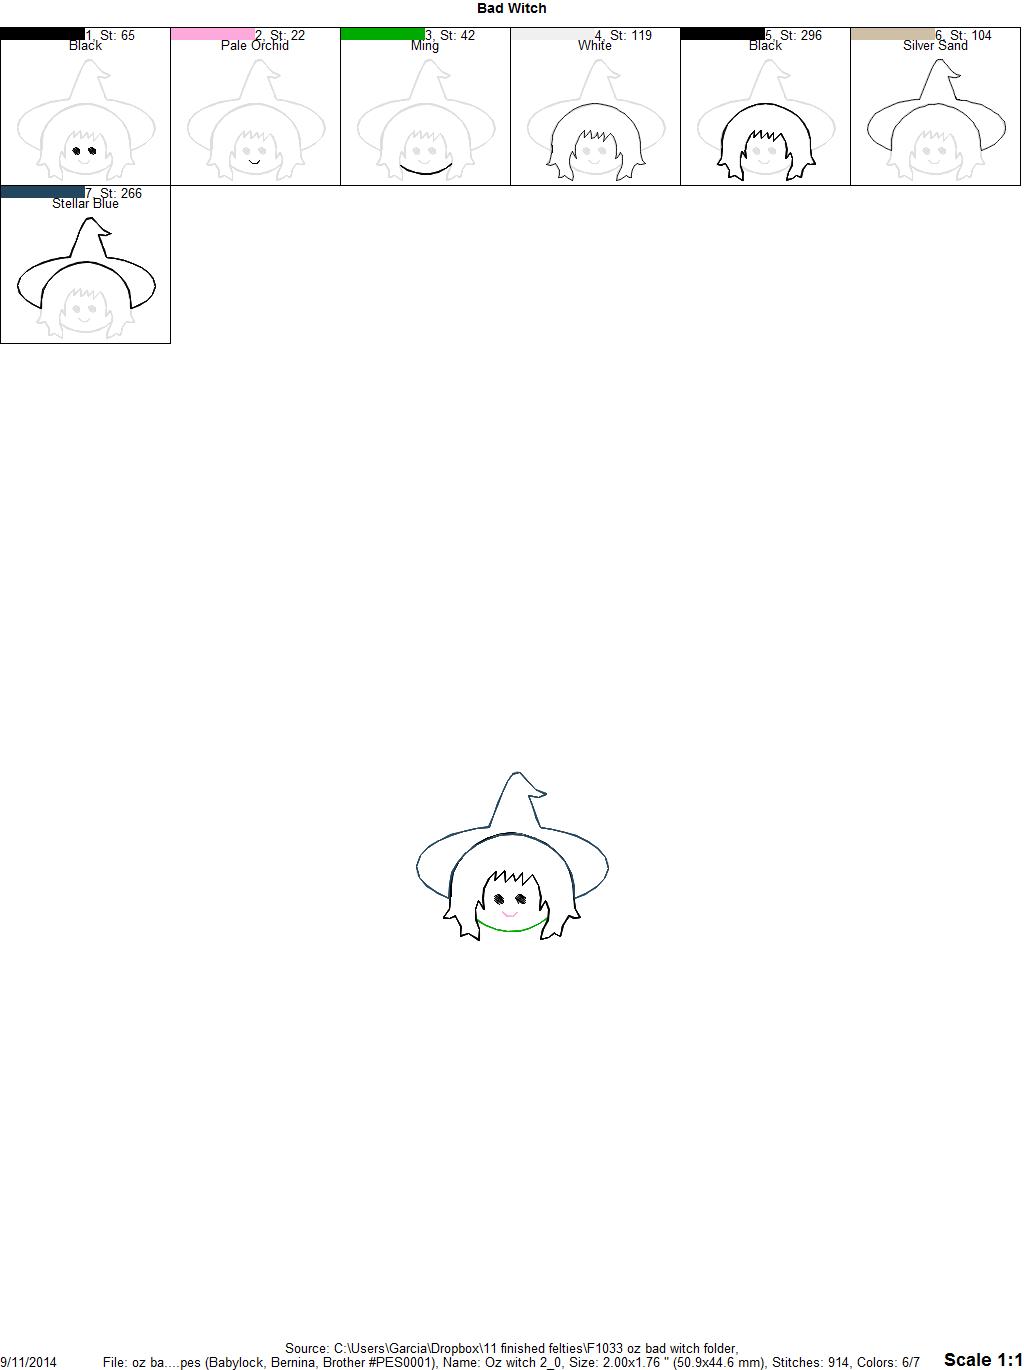 Bad Witch
1, St: 65
Black
2, St: 22
Pale Orchid
3, St: 42
Ming
4, St: 119
White
5, St: 296
Black
6, St: 104
Silver Sand
7, St: 266
Stellar Blue
Source: C:\Users\Garcia\Dropbox\11 finished felties\F1033 oz bad witch folder,
9/11/2014 File: oz ba....pes (Babylock, Bernina, Brother #PES0001), Name: Oz witch 2_0, Size: 2.00x1.76 " (50.9x44.6 mm), Stitches: 914, Colors: 6/7 Scale 1:1